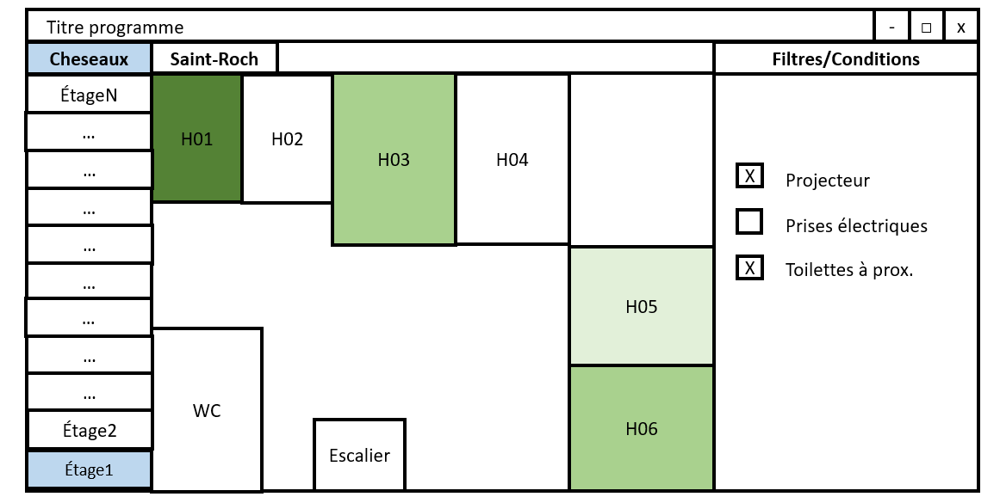 Titre programme
- □ x
Cheseaux
Saint-Roch
Filtres/Conditions
ÉtageN
...
...
...
...
...
...
...
...
Étage2
Étage1
H01
H02
H03
H04
H05
H06
WC
Escalier
X Projecteur
Prises électriques
X Toilettes à prox.